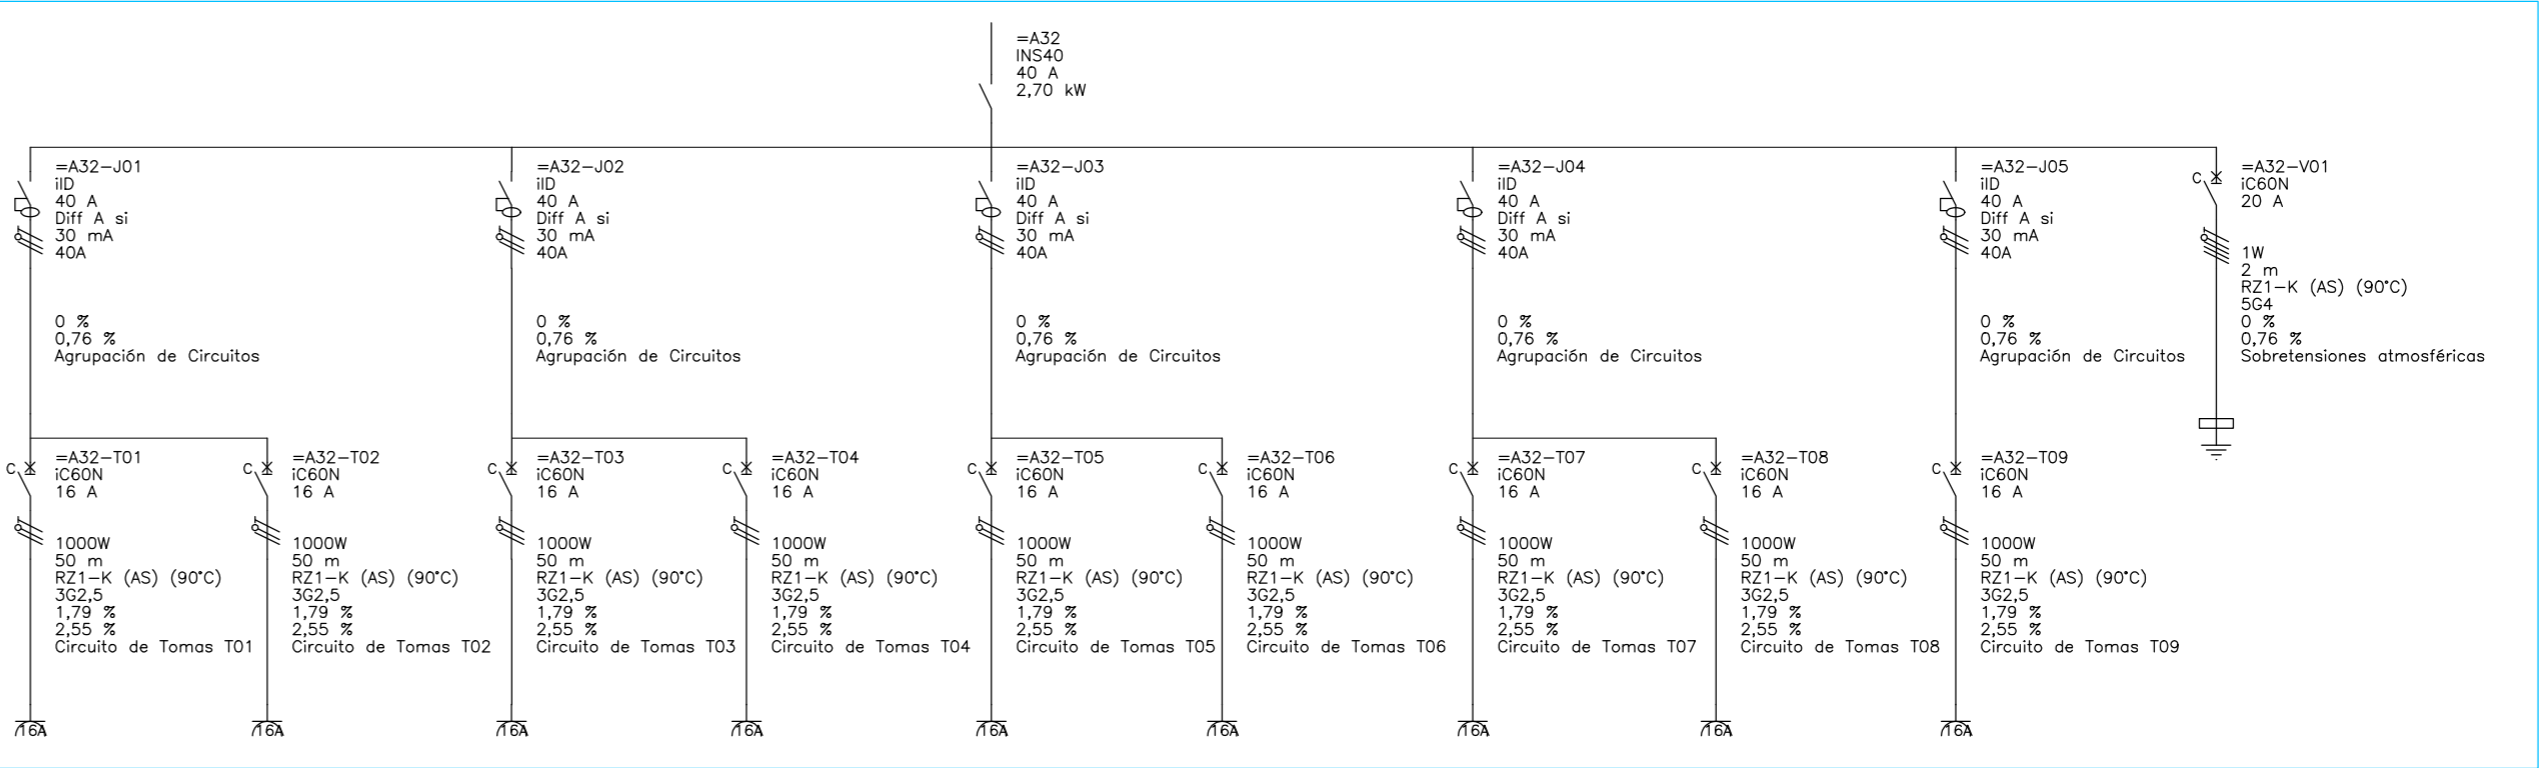 =A32
INS40
40 A
2,70 kW
=A32-J01
iID
40 A
Diff A si
30 mA
40A
0 %
0,76 %
Agrupación de Circuitos
=A32-J02
iID
40 A
Diff A si
30 mA
40A
0 %
0,76 %
Agrupación de Circuitos
=A32-J03
iID
40 A
Diff A si
30 mA
40A
0 %
0,76 %
Agrupación de Circuitos
=A32-J04
iID
40 A
Diff A si
30 mA
40A
0 %
0,76 %
Agrupación de Circuitos
=A32-J05
iID
40 A
Diff A si
30 mA
40A
0 %
0,76 %
Agrupación de Circuitos
C
=A32-V01
iC60N
20 A
1W
2 m
RZ1-K (AS) (90°C)
5G4
0 %
0,76 %
Sobretensiones atmosféricas
C
=A32-T01
iC60N
16 A
1000W
50 m
RZ1-K (AS) (90°C)
3G2,5
1,79 %
2,55 %
Circuito de Tomas T01
16A
C
=A32-T02
iC60N
16 A
1000W
50 m
RZ1-K (AS) (90°C)
3G2,5
1,79 %
2,55 %
Circuito de Tomas T02
16A
C
=A32-T03
iC60N
16 A
1000W
50 m
RZ1-K (AS) (90°C)
3G2,5
1,79 %
2,55 %
Circuito de Tomas T03
16A
C
=A32-T04
iC60N
16 A
1000W
50 m
RZ1-K (AS) (90°C)
3G2,5
1,79 %
2,55 %
Circuito de Tomas T04
16A
C
=A32-T05
iC60N
16 A
1000W
50 m
RZ1-K (AS) (90°C)
3G2,5
1,79 %
2,55 %
Circuito de Tomas T05
16A
C
=A32-T06
iC60N
16 A
1000W
50 m
RZ1-K (AS) (90°C)
3G2,5
1,79 %
2,55 %
Circuito de Tomas T06
16A
C
=A32-T07
iC60N
16 A
1000W
50 m
RZ1-K (AS) (90°C)
3G2,5
1,79 %
2,55 %
Circuito de Tomas T07
16A
C
=A32-T08
iC60N
16 A
1000W
50 m
RZ1-K (AS) (90°C)
3G2,5
1,79 %
2,55 %
Circuito de Tomas T08
16A
C
=A32-T09
iC60N
16 A
1000W
50 m
RZ1-K (AS) (90°C)
3G2,5
1,79 %
2,55 %
Circuito de Tomas T09
16A